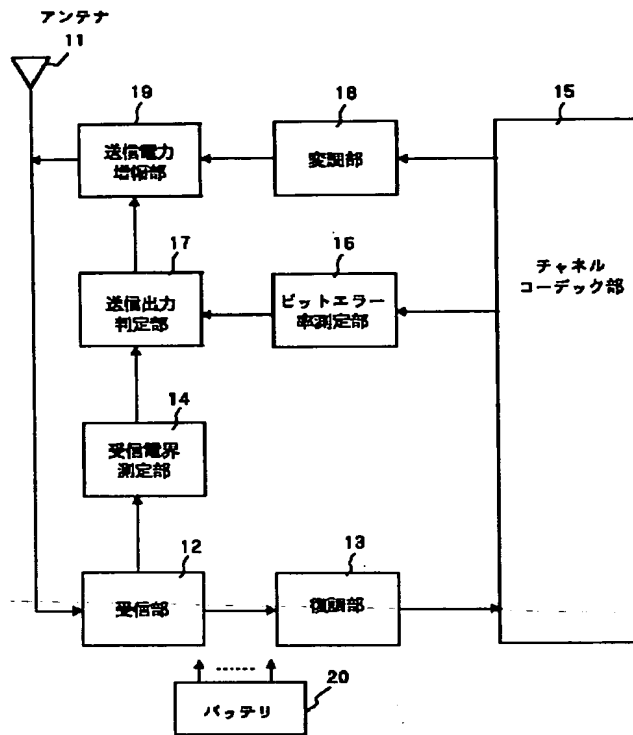 アンテナ
11
19
送信電力
増幅部
18
変調部
15
チャネル
コーデック部
17
送信出力
判定部
16
ビットエラー
率測定部
14
受信電界
測定部
12
受信部
13
復調部
バッテリ
20